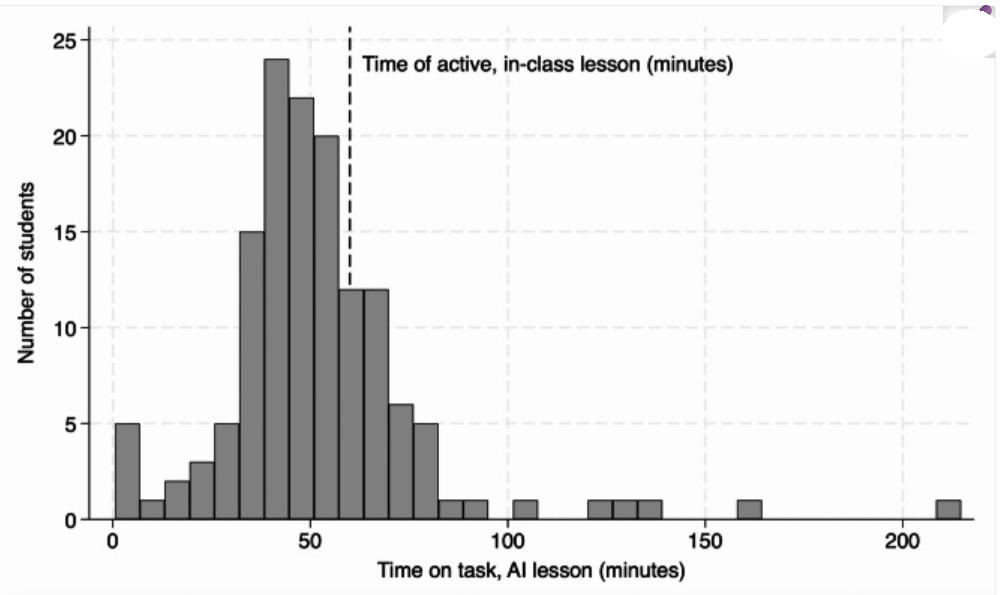 25
Time of active, in-class lesson (minutes)
20
15
10
5
0
Number of students
0 50 100 150 200
Time on task, AI lesson (minutes)